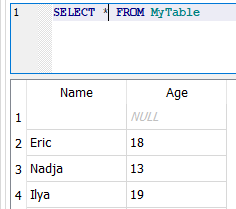 1 SELECT * FROM MyTable
Name Age
1 NULL
2 Eric 18
3 Nadja 13
4 Ilya 19